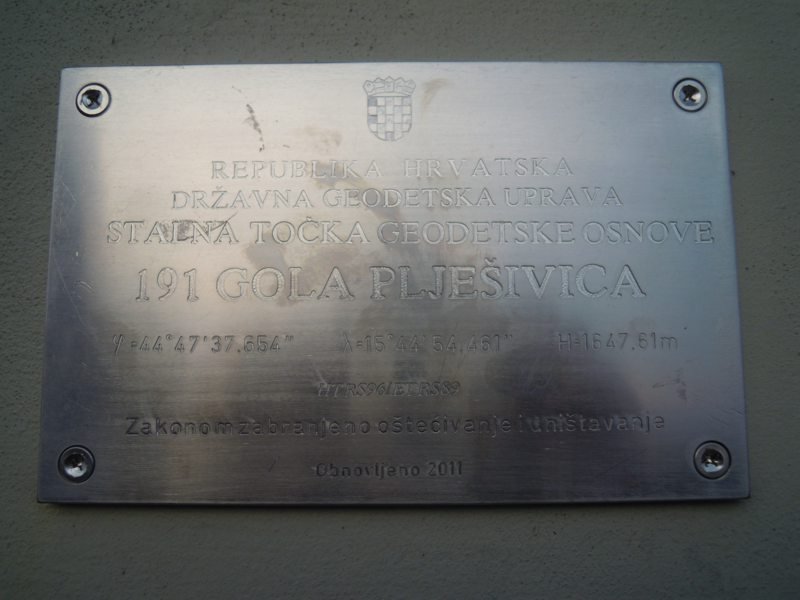 REPUBLIKA HRVATSKA
DRŽAVNA GEODETSKA UPRAVA
STALNA TOČKA GEODETSKE OSNOVE
191 GOLA PLJEŠIVICA
φ=44°47'37,654" λ=15°44'54,461" H=1647,61m
HTRS96/ETRS89
Zakonom zabranjeno oštećivanje i uništavanje
Obnovljeno 2011